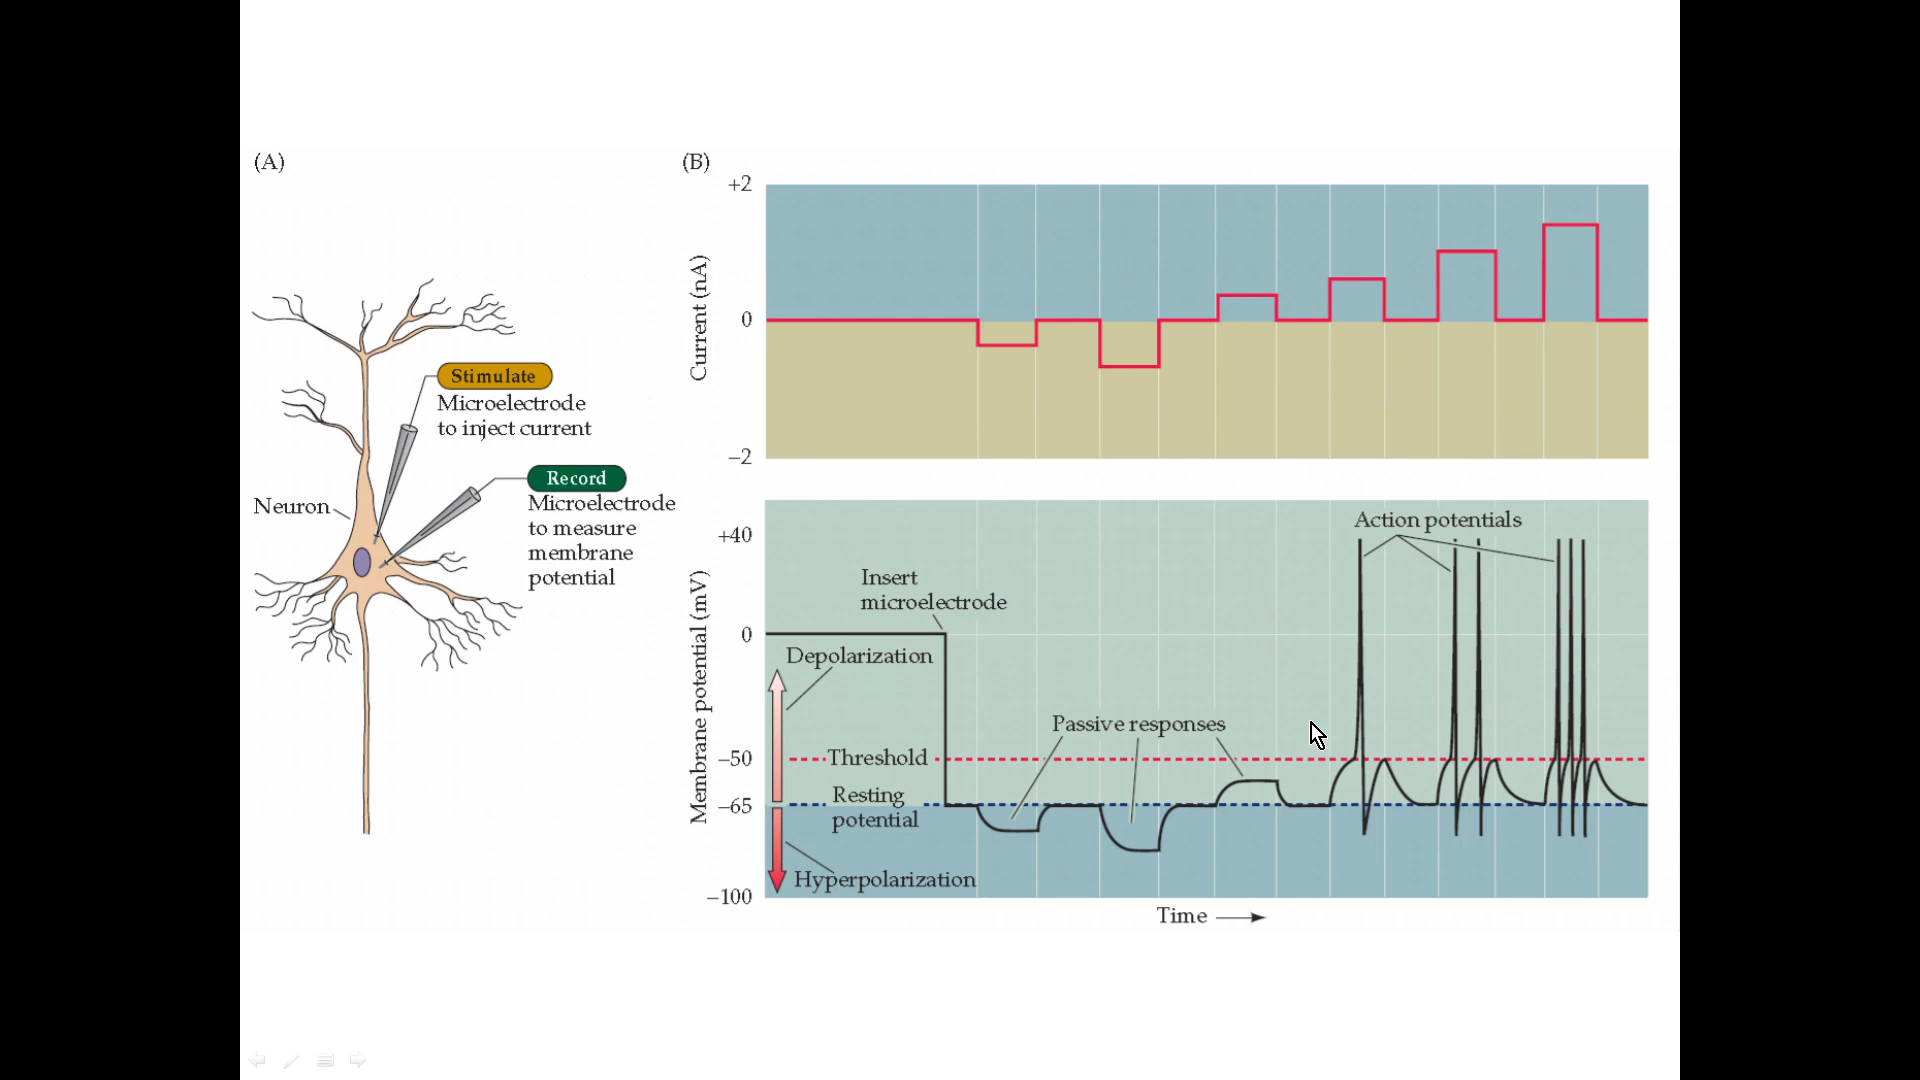 (A)
Stimulate
Microelectrode
to inject current
Record
Microelectrode
to measure
membrane
potential
Neuron
(B)
Current (nA)
+2
0
–2
Membrane potential (mV)
+40
0
–50
–65
–100
Action potentials
Insert
microelectrode
Depolarization
Passive responses
Threshold
Resting
potential
Hyperpolarization
Time